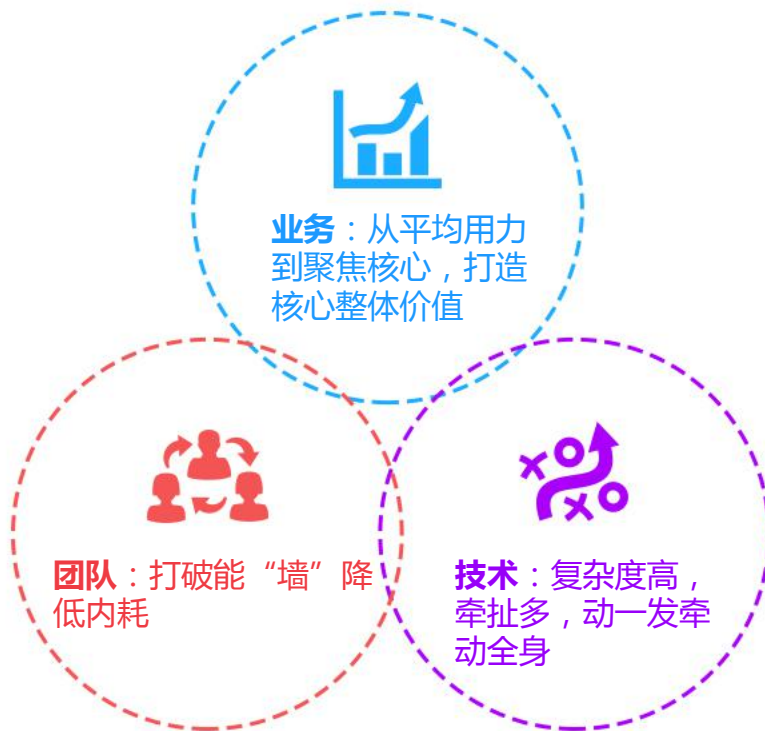 业务：从平均用力
到聚焦核心，打造
核心整体价值
团队：打破能“墙”降
低内耗
技术：复杂度高，
牵扯多，动一发牵
动全身